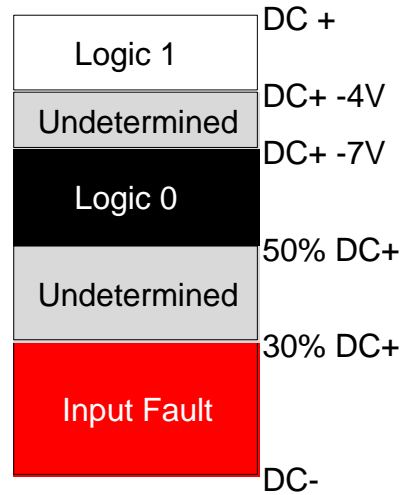 DC +
Logic 1
DC+ -4V
Undetermined
DC+ -7V
Logic 0
50% DC+
Undetermined
30% DC+
Input Fault
DC-